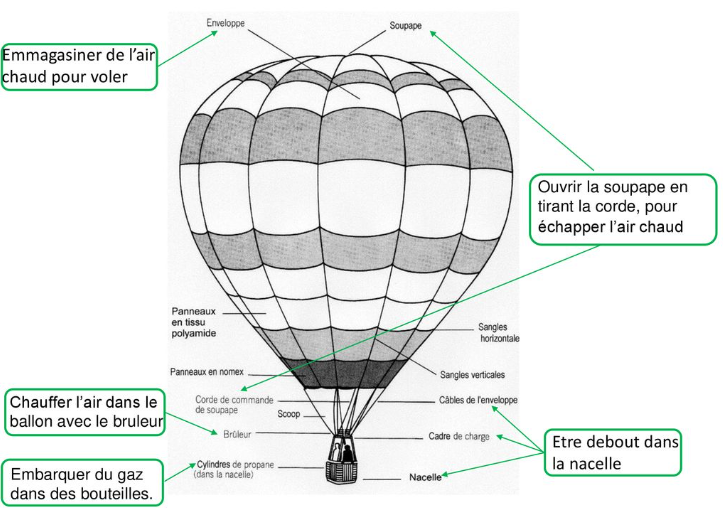 Enveloppe
Soupape
Emmagasiner de l'air
chaud pour voler
Ouvrir la soupape en
tirant la corde, pour
échapper l'air chaud
Panneaux
en tissu
polyamide
Sangles
horizontale
Panneaux en nomex
Sangles verticales
Corde de commande
de soupape
Câbles de l'enveloppe
Chauffer l'air dans le
ballon avec le bruleur
Scoop
Brûleur
Cadre de charge
Etre debout dans
la nacelle
Embarquer du gaz
dans des bouteilles.
Cylindres de propane
(dans la nacelle)
Nacelle